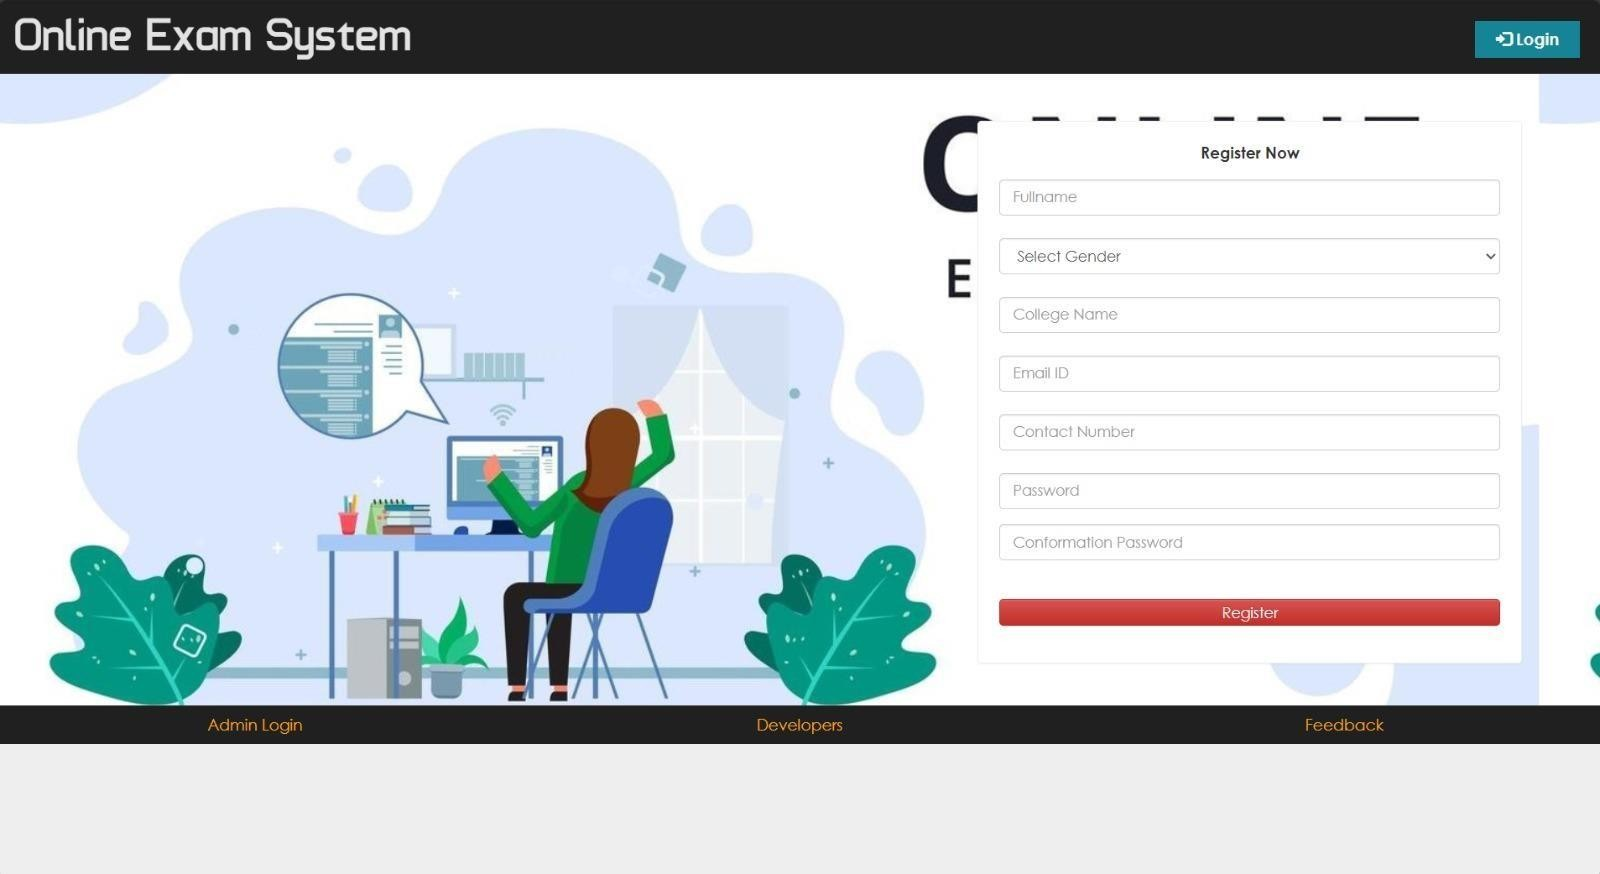 Online Exam System
Login
Register Now
Fullname
Select Gender
College Name
Email ID
Contact Number
Password
Conformation Password
Register
Admin Login
Developers
Feedback